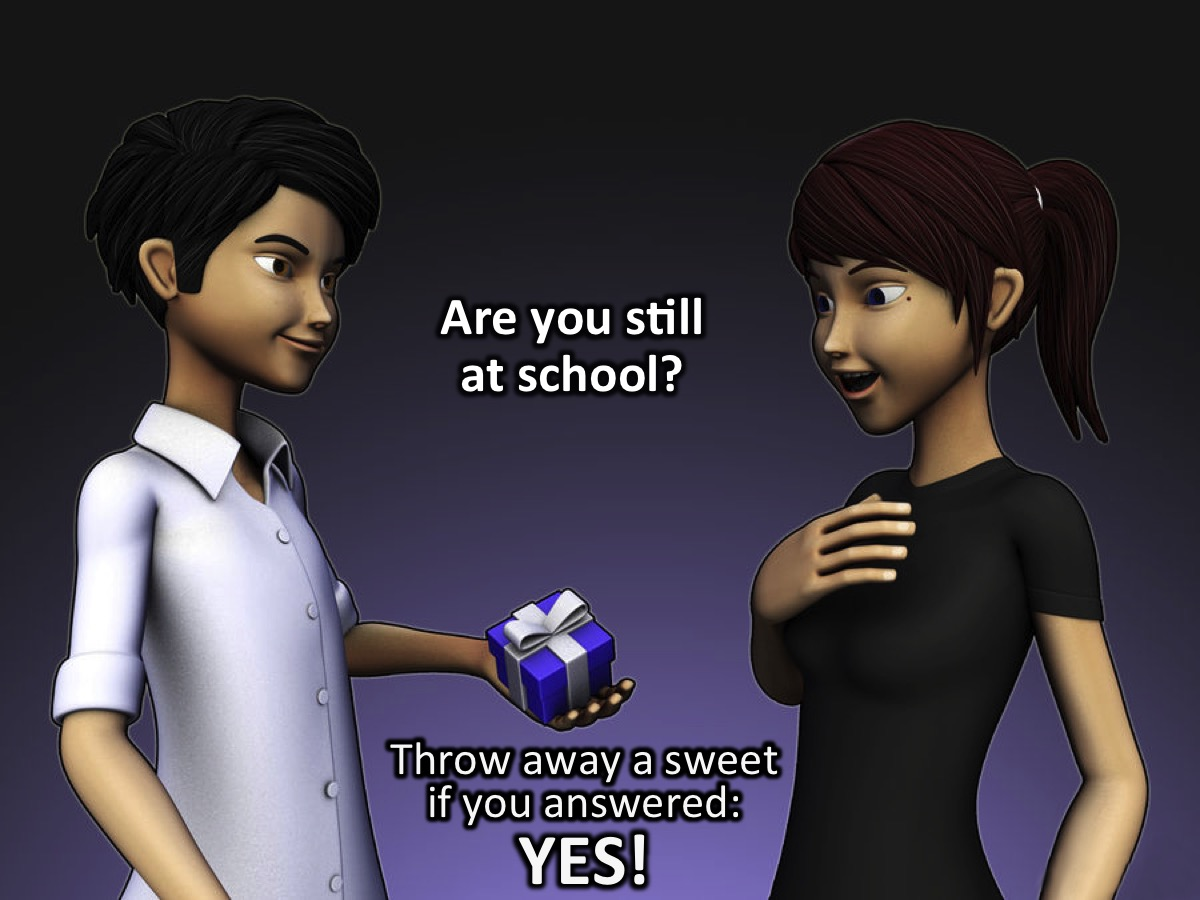 Are you still
at school?
Throw away a sweet
if you answered:
YES!